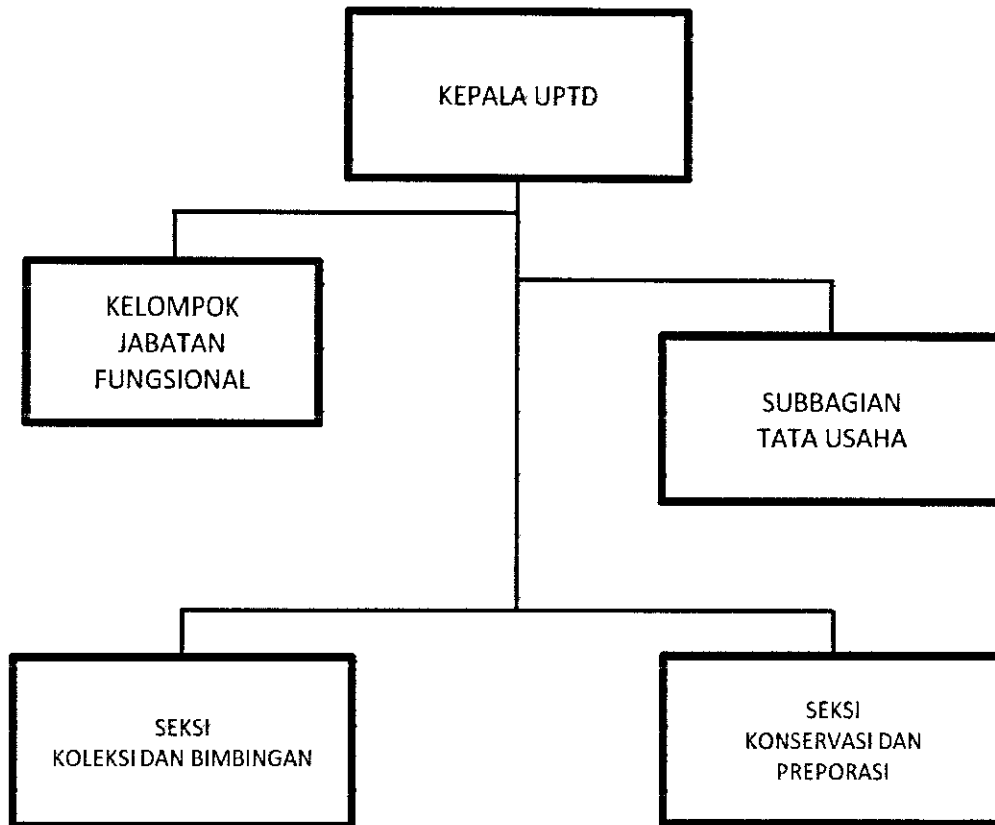 KEPALA UPTD
KELOMPOK
JABATAN
FUNGSIONAL
SUBBAGIAN
TATA USAHA
SEKSI
KOLEKSI DAN BIMBINGAN
SEKSI
KONSERVASI DAN
PREPORASI